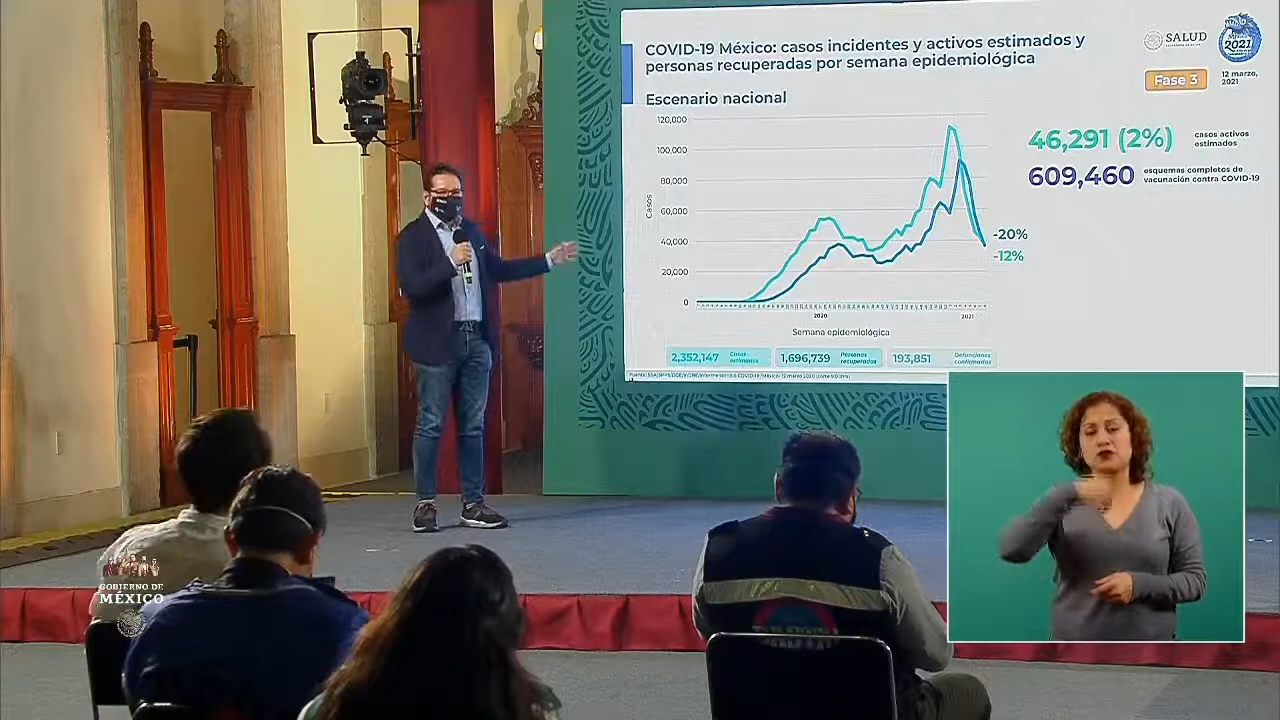 COVID-19 México: casos incidentes y activos estimados y
personas recuperadas por semana epidemiológica
SALUD
2021
Fase 3
12 marzo,
2021
Escenario nacional
120,000
100,000
80,000
60,000
40,000
20,000
0
Casos
2020
2021
Semana epidemiológica
-20%
-12%
46,291 (2%)
casos activos
estimados
609,460
esquemas completos de
vacunación contra COVID-19
2,352,147
Casos
estimados
1,696,739
Personas
recuperadas
193,851
Defunciones
confirmadas
GOBIERNO DE
MÉXICO